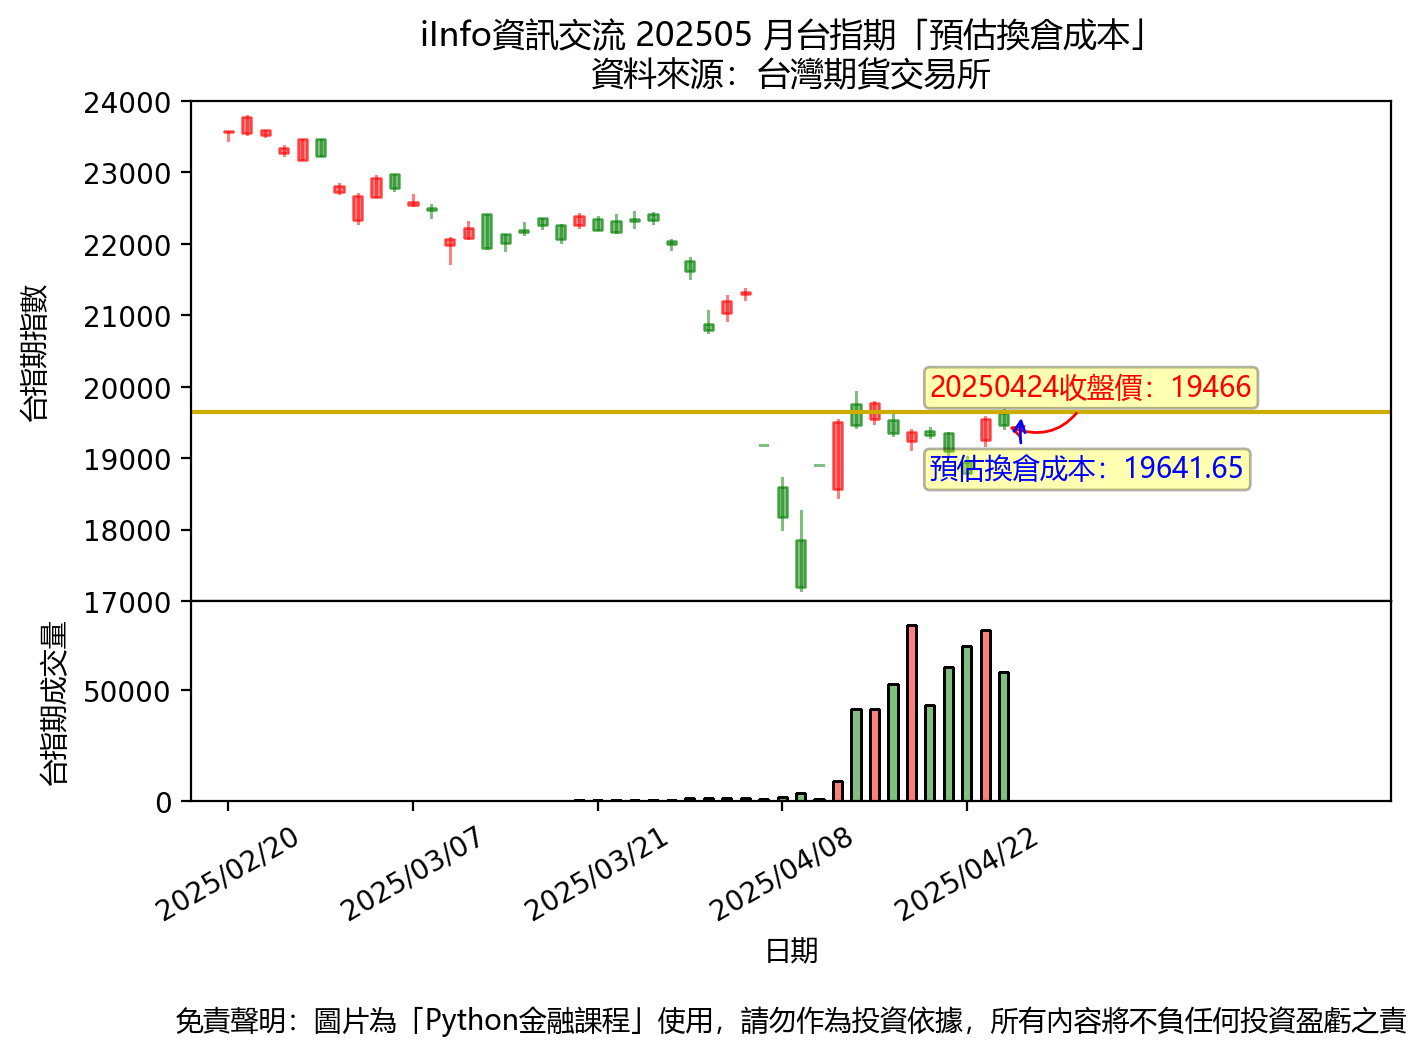 iInfo資訊交流 202505 月台指期「預估換倉成本」
資料來源：台灣期貨交易所
24000
23000
22000
21000
20000
19000
18000
17000
台指期指數
20250424收盤價：19466
預估換倉成本：19641.65
50000
0
台指期成交量
2025/02/20
2025/03/07
2025/03/21
2025/04/08
2025/04/22
日期
免責聲明：圖片為「Python金融課程」使用，請勿作為投資依據，所有內容將不負任何投資盈虧之責